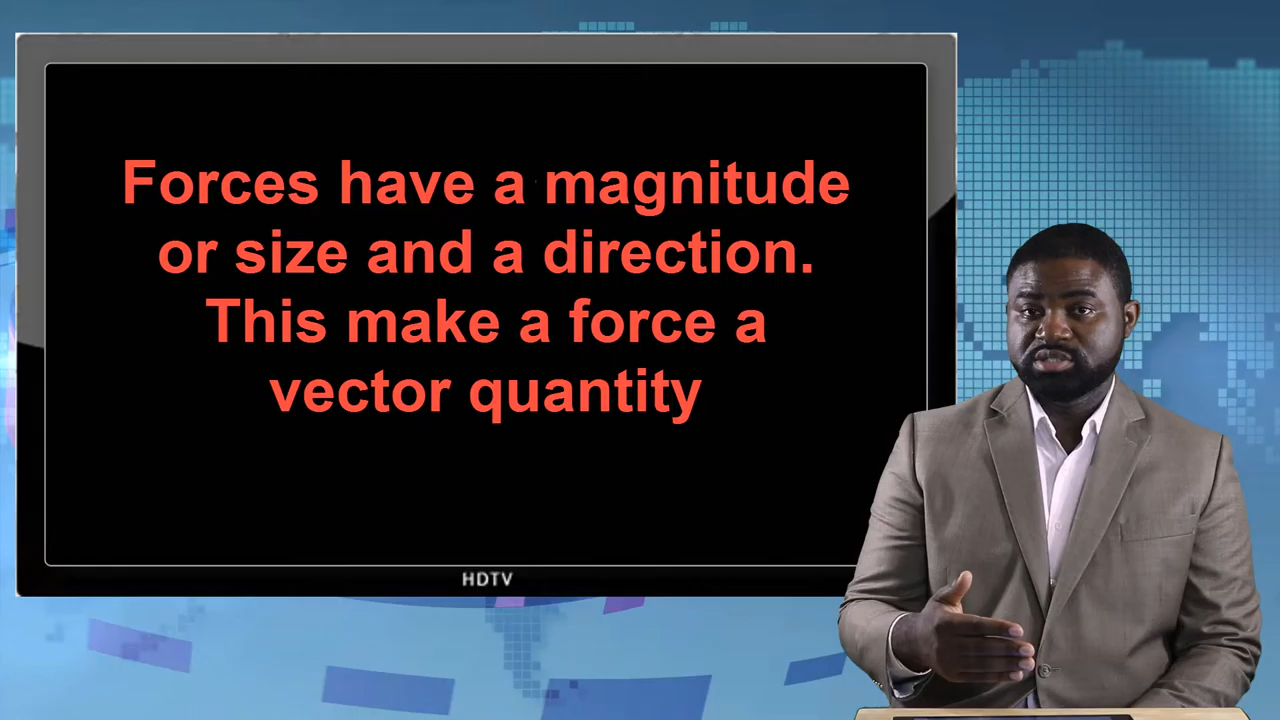 Forces have a magnitude
or size and a direction.
This make a force a
vector quantity
HDTV